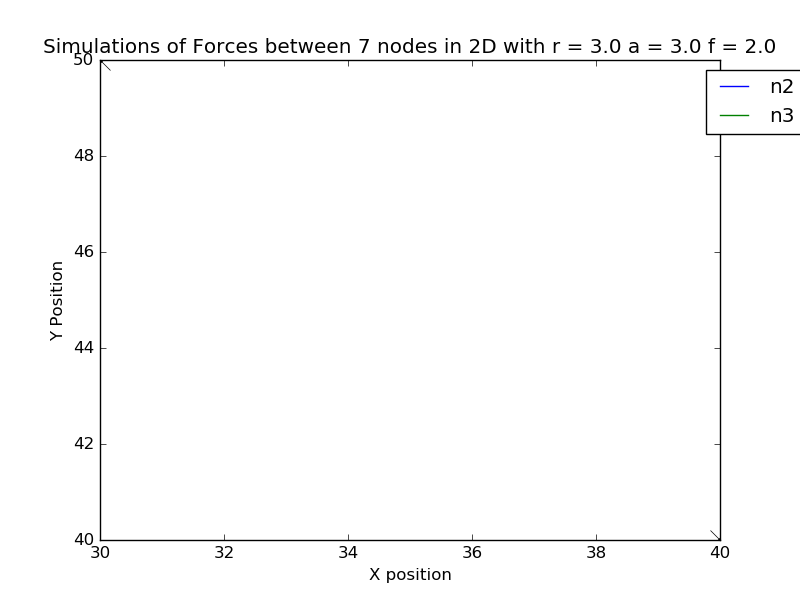 Simulations of Forces between 7 nodes in 2D with r = 3.0 a = 3.0 f = 2.0
50
n2
n3
48
46
Y Position
44
42
40
30 32 34 36 38 40
X position